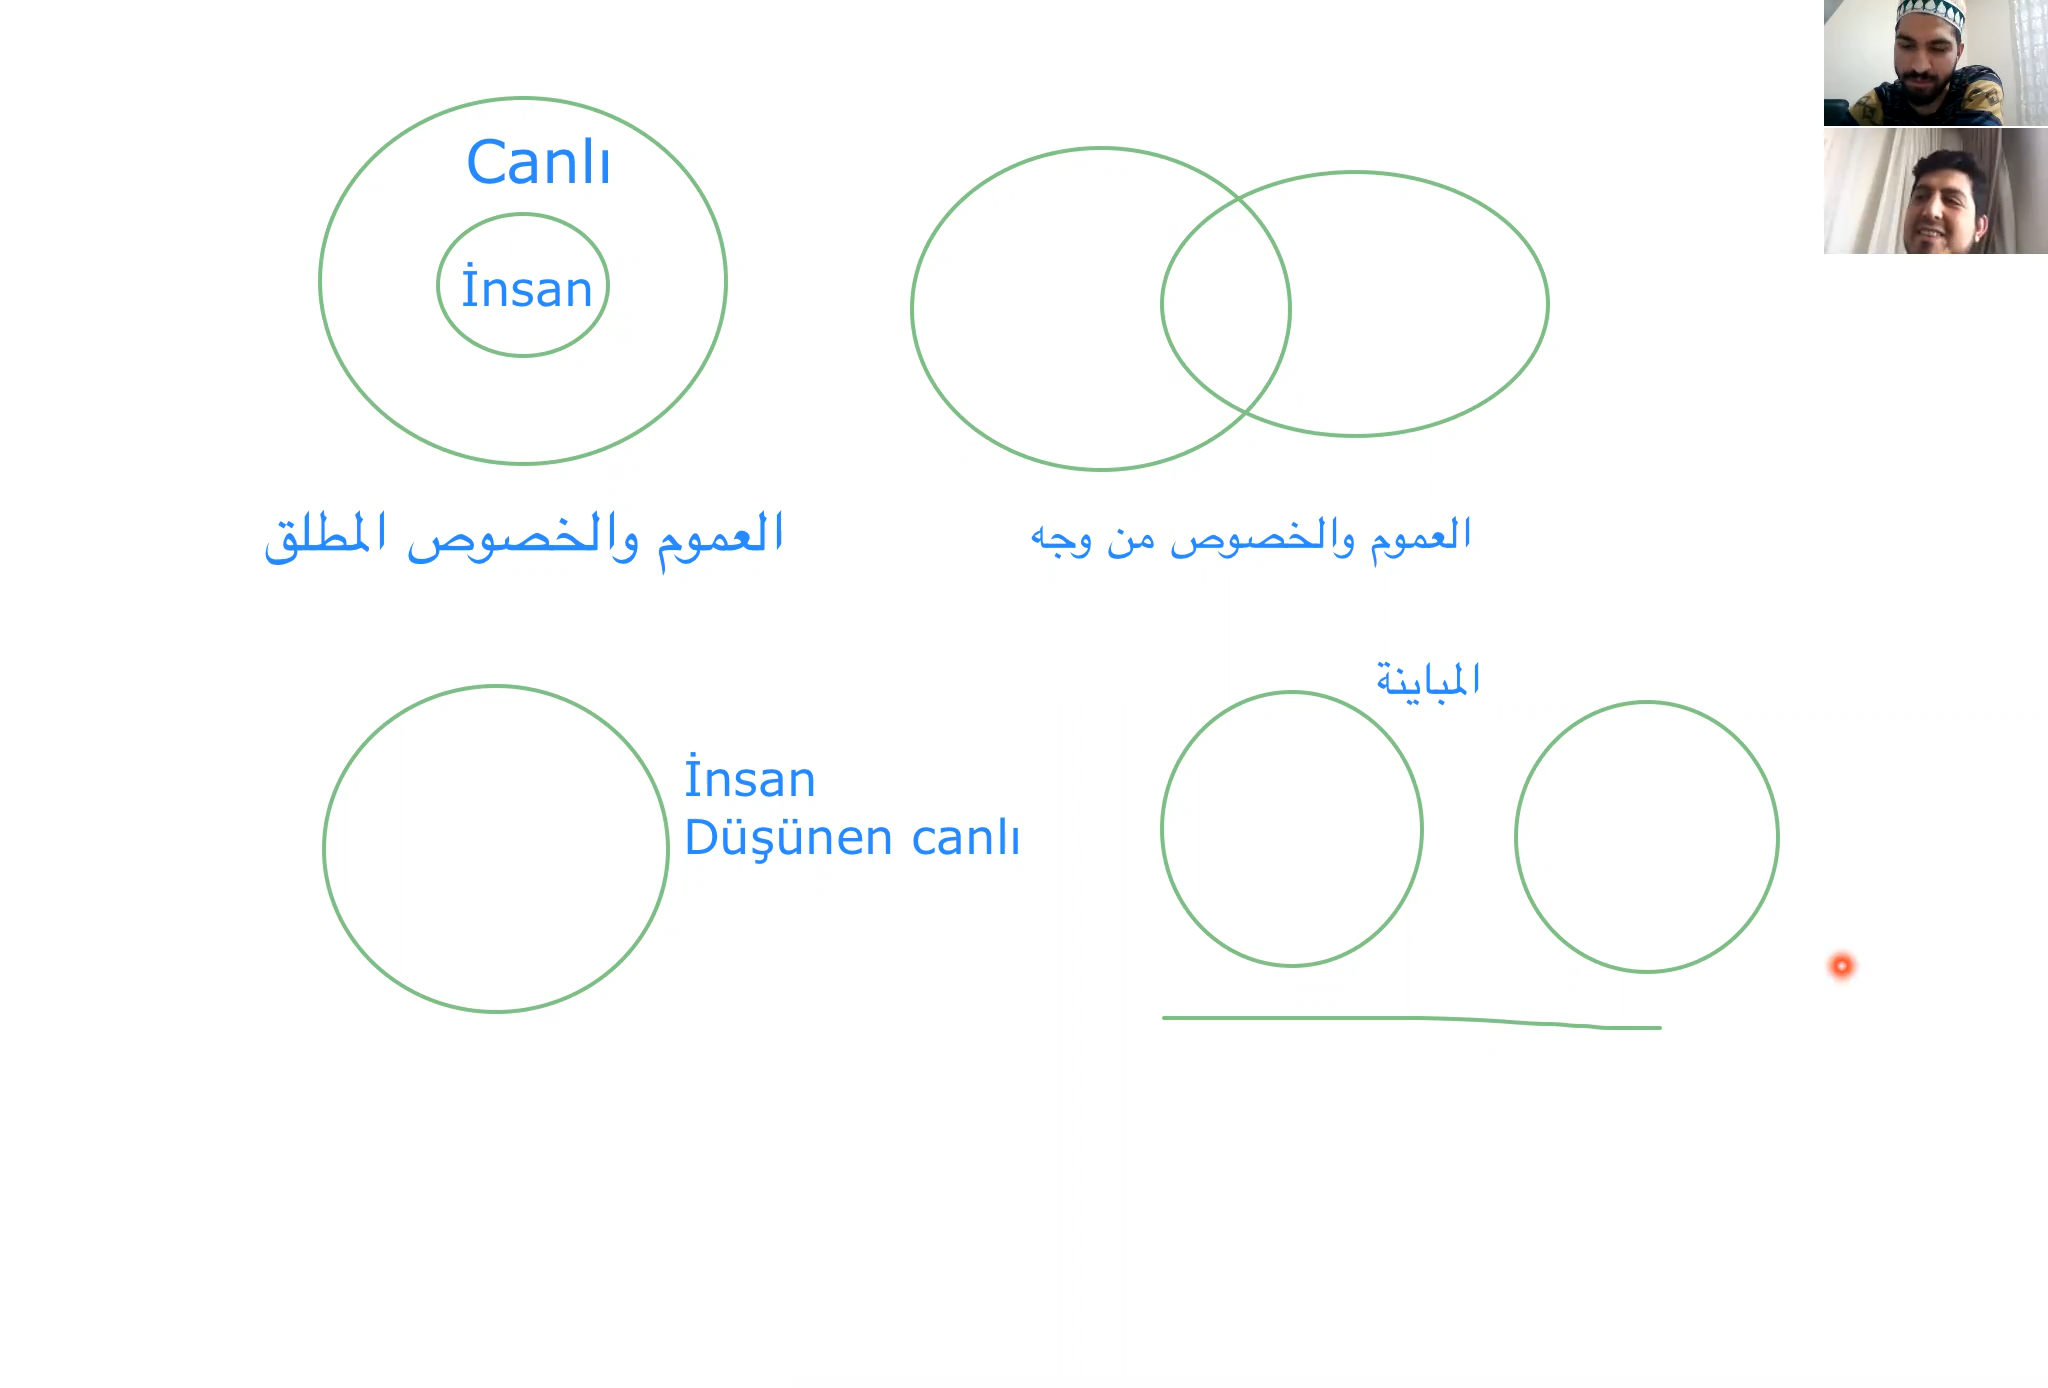 Canlı
İnsan
العموم والخصوص المطلق
العموم والخصوص من وجه
المباينة
İnsan
Düşünen canlı